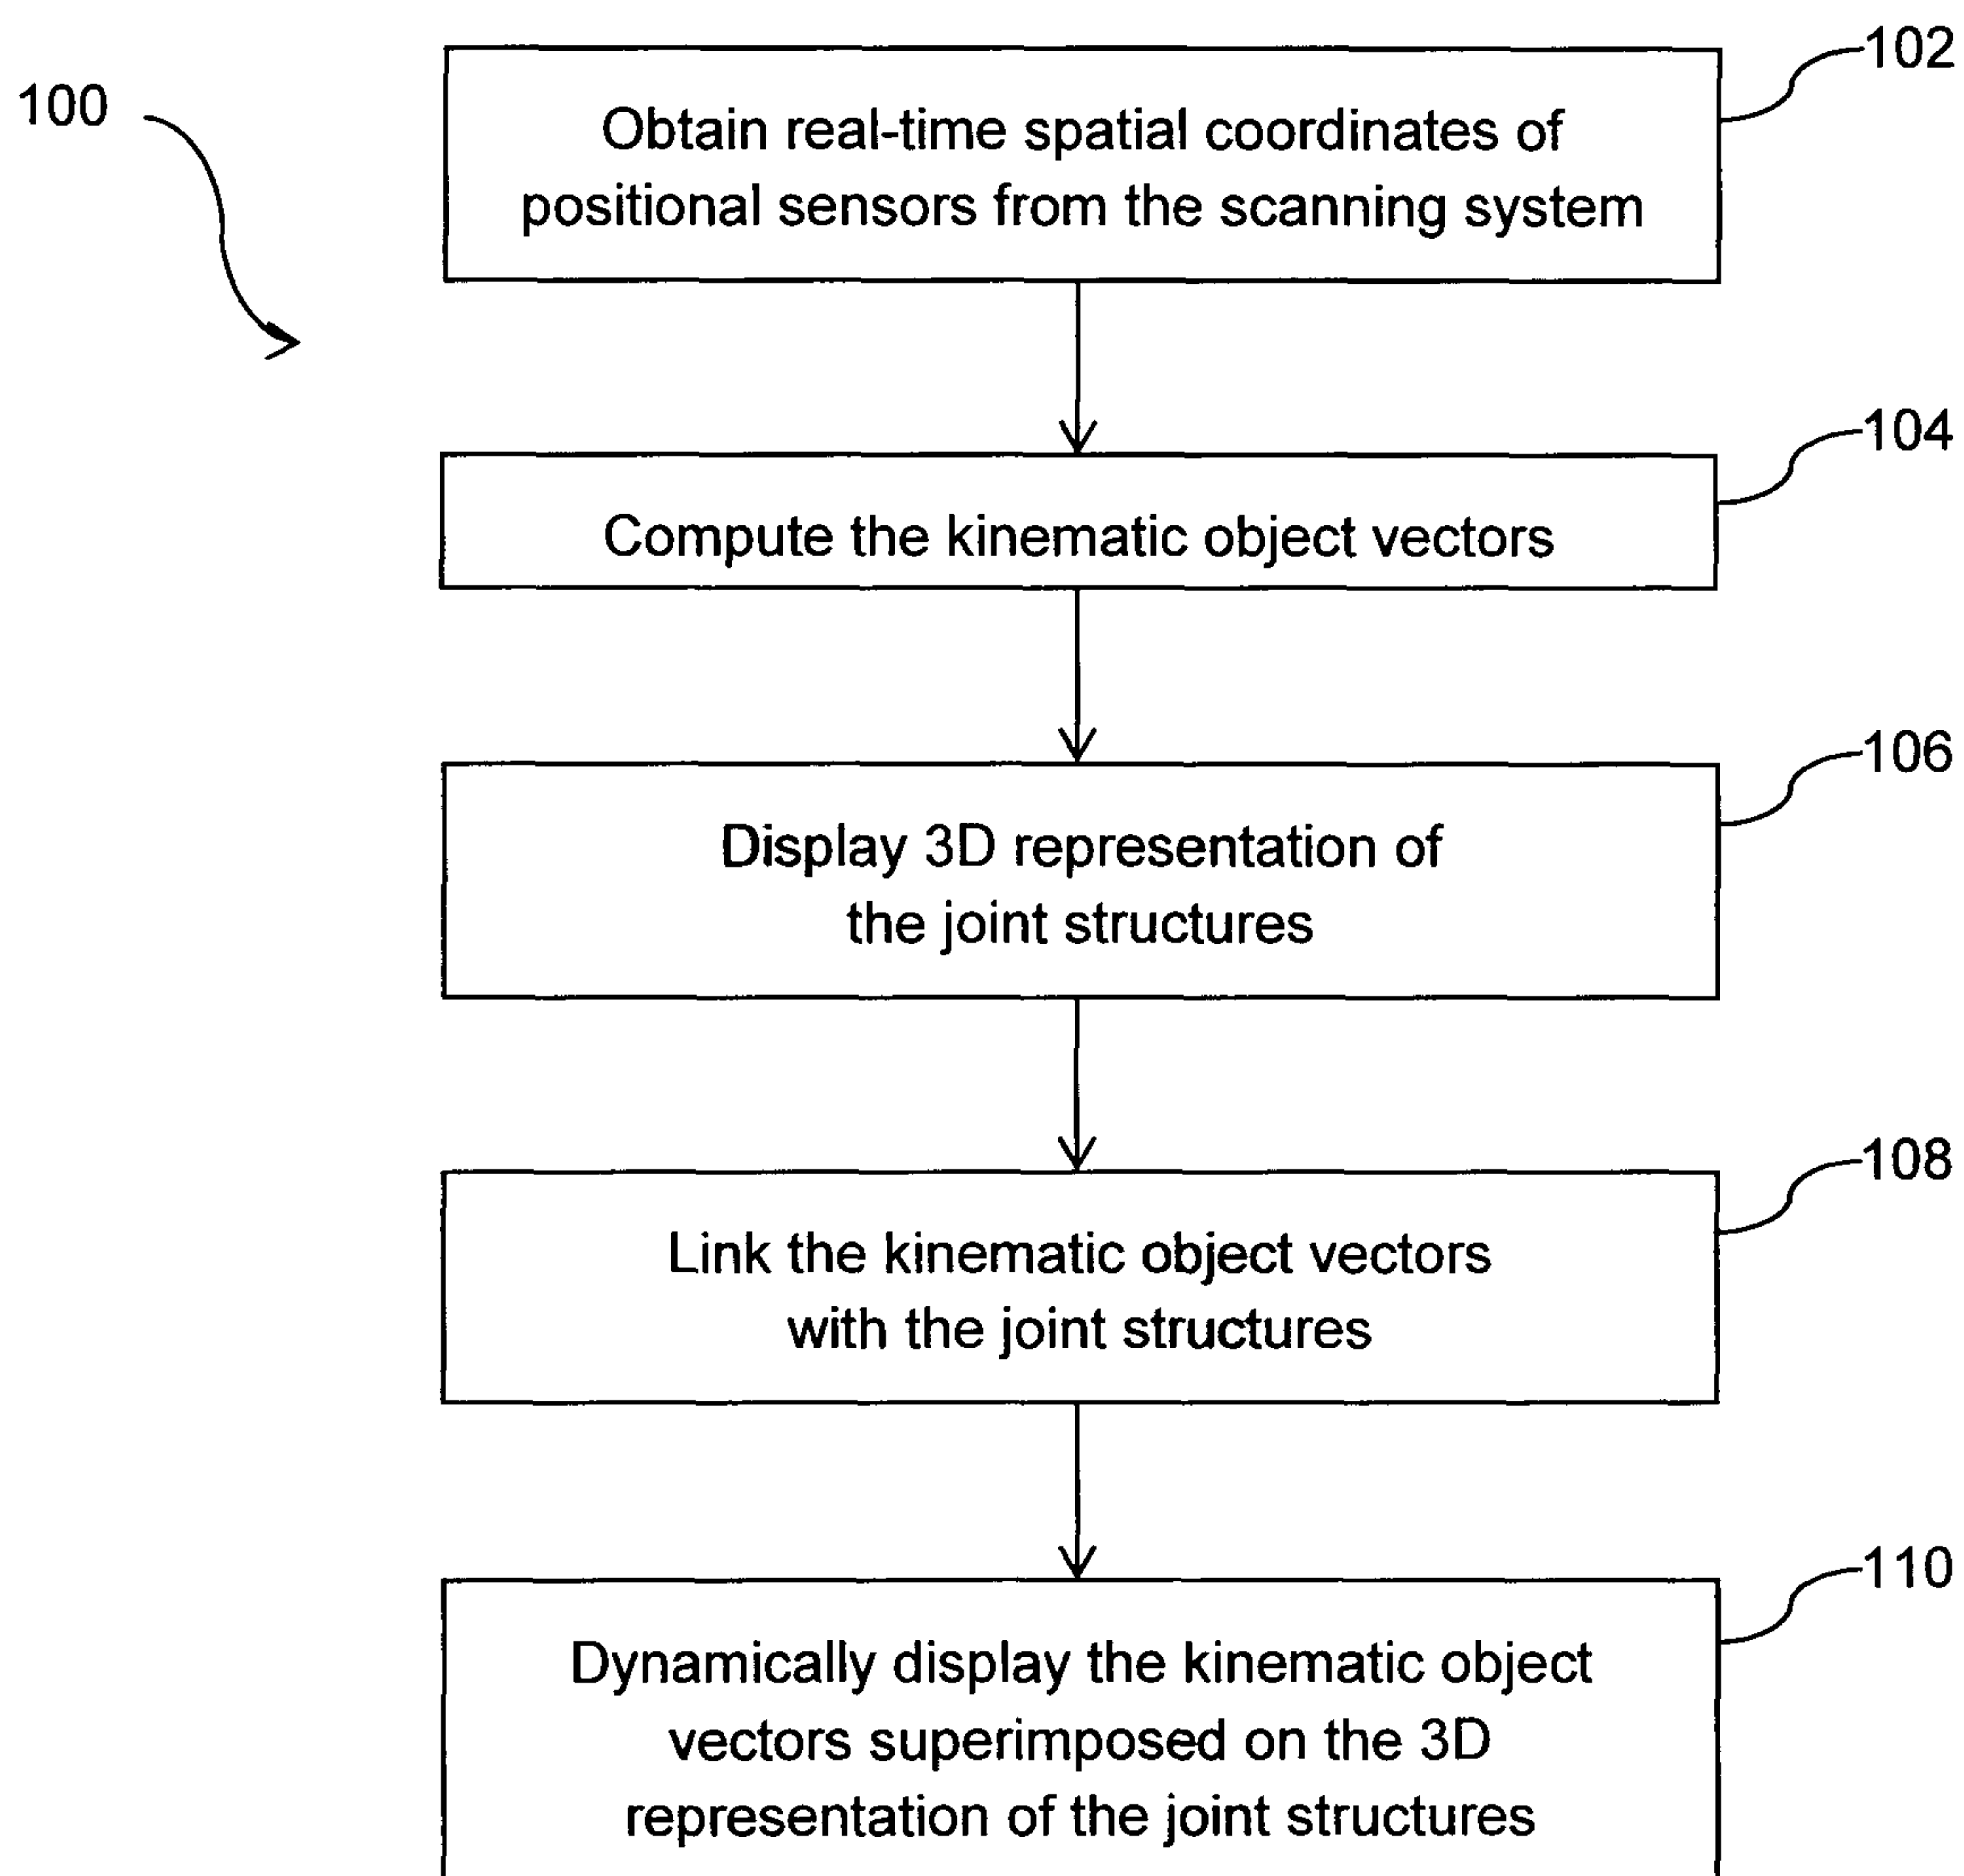 100
102
Obtain real-time spatial coordinates of
positional sensors from the scanning system
104
Compute the kinematic object vectors
106
Display 3D representation of
the joint structures
108
Link the kinematic object vectors
with the joint structures
110
Dynamically display the kinematic object
vectors superimposed on the 3D
representation of the joint structures